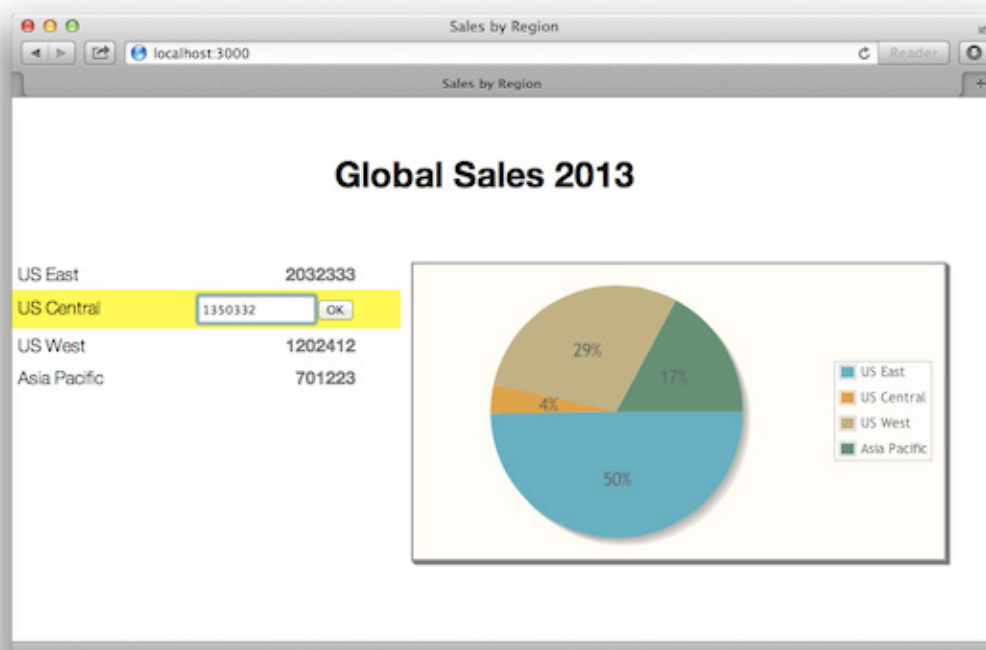 Sales by Region
localhost:3000
Reader
Sales by Region
Global Sales 2013
US East 2032333
US Central 1350332 OK
US West 1202412
Asia Pacific 701223
29%
17%
4%
50%
US East
US Central
US West
Asia Pacific